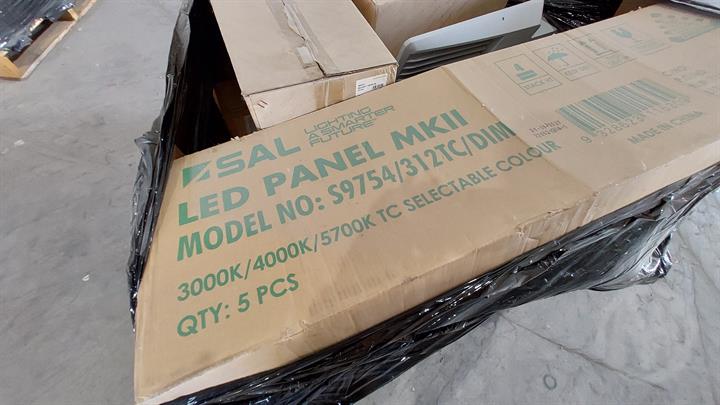 SAL
LIGHTING
A SMARTER
FUTURE
LED PANEL MKII
MODEL NO: S9754/312TC/DIM
3000K/4000K/5700K TC SELECTABLE COLOUR
QTY: 5 PCS
MADE IN CHINA